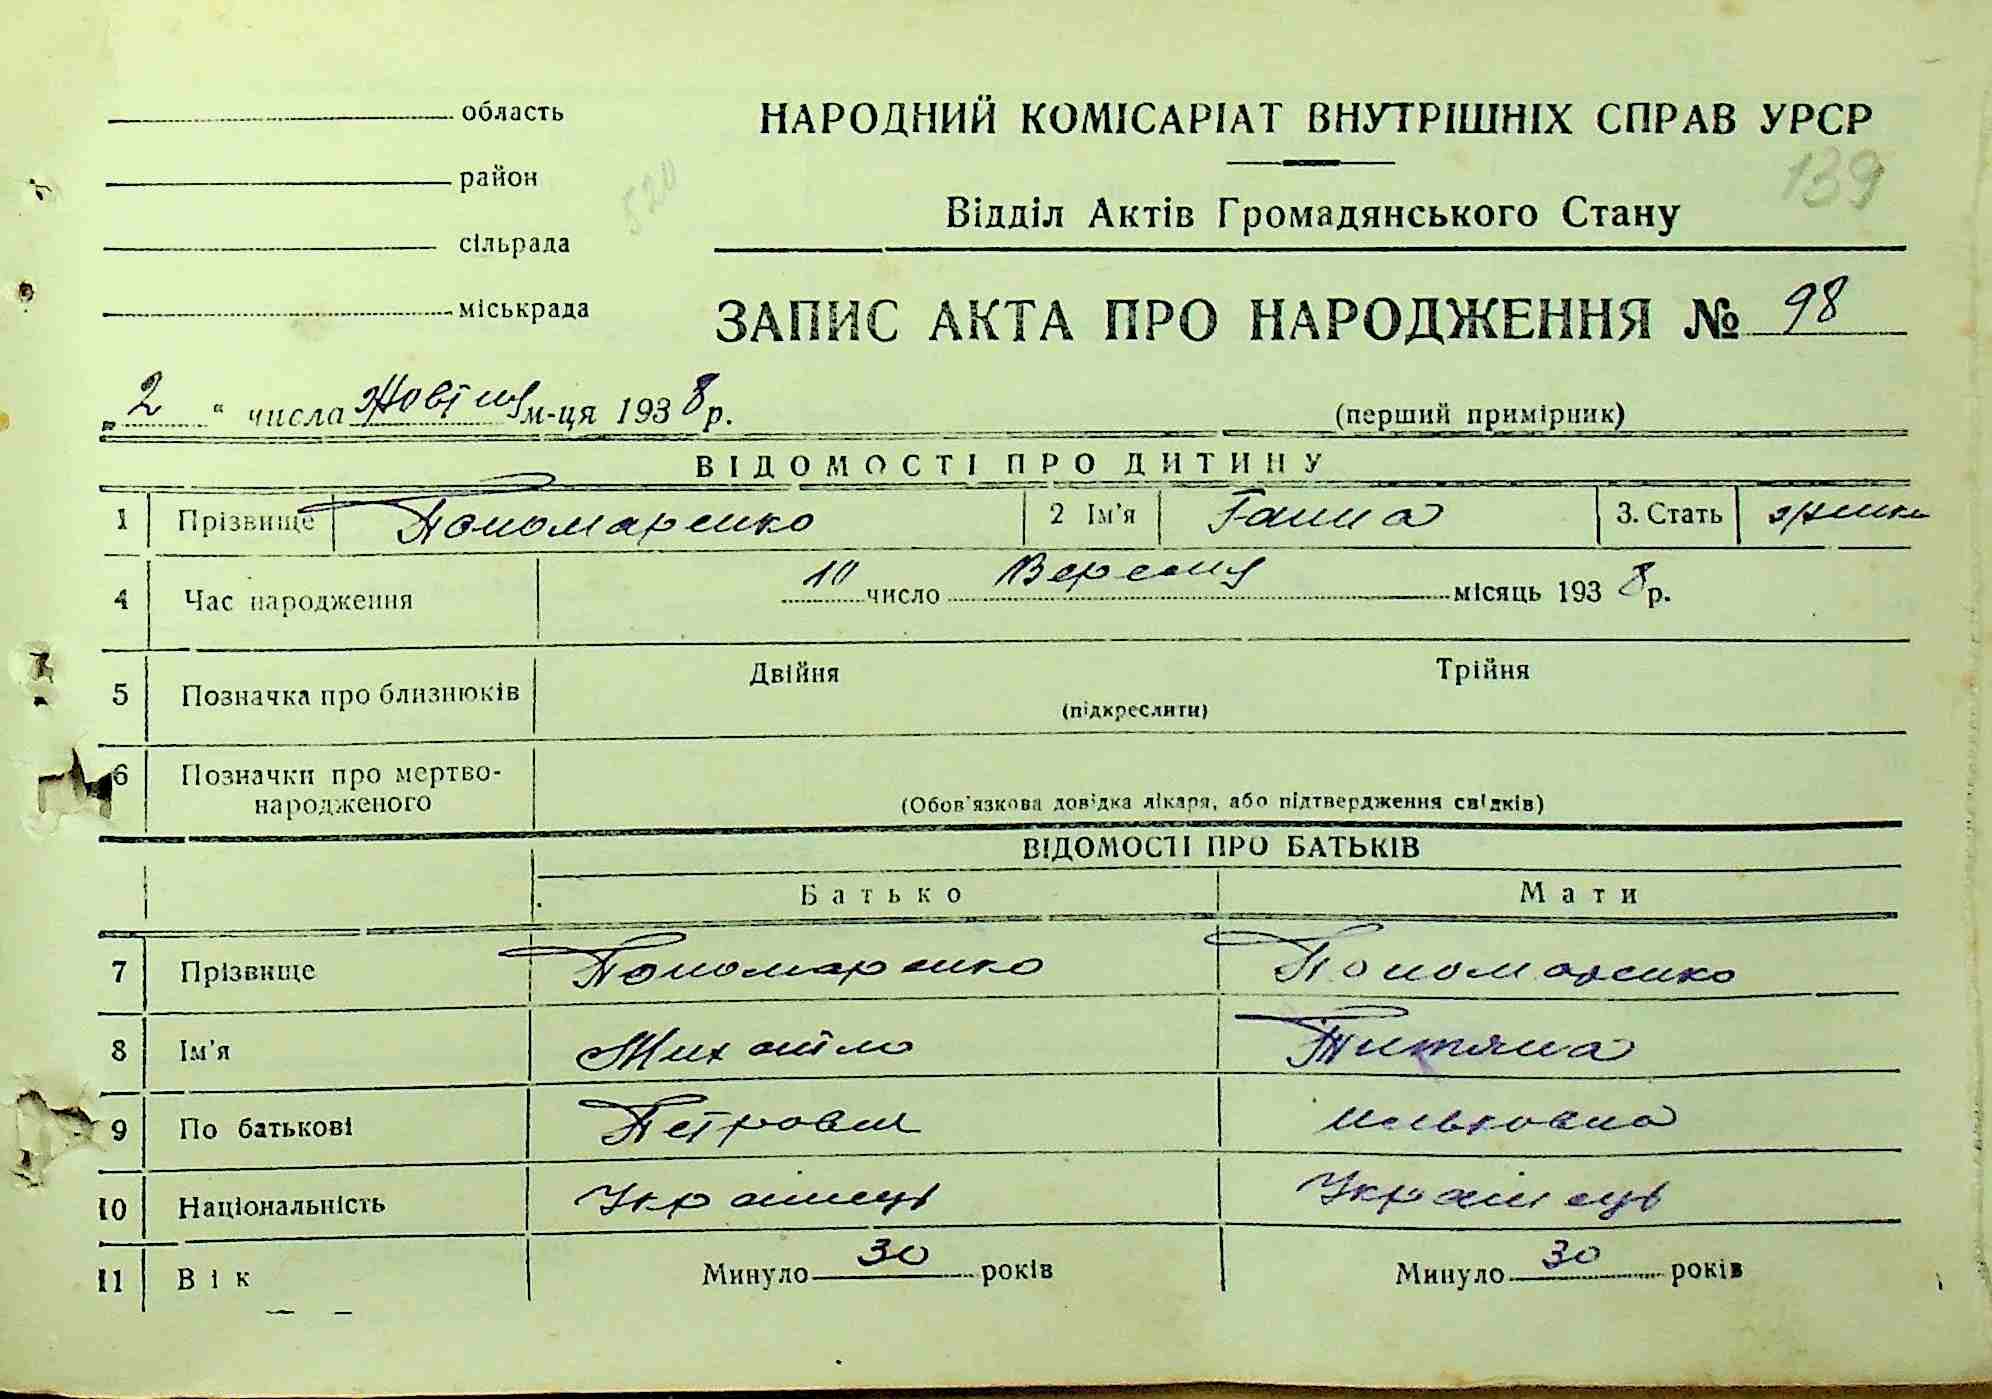 область
НАРОДНИЙ КОМІСАРІАТ ВНУТРІШНІХ СПРАВ УРСР
район
520
139
Відділ Актів Громадянського Стану
сільрада
міськрада
ЗАПИС АКТА ПРО НАРОДЖЕННЯ № 98
„2“ числа Жовтня м-ця 1938 р.
(перший примірник)
ВІДОМОСТІ ПРО ДИТИНУ
1 Прізвище Пономаренко 2 Ім'я Ганна 3. Стать
4 Час народження 10 число Вересня місяць 1938 р.
5 Позначка про близнюків Двійня Трійня
(підкреслити)
6 Позначки про мертво-
народженого
(Обов'язкова довідка лікаря, або підтвердження свідків)
ВІДОМОСТІ ПРО БАТЬКІВ
Батько Мати
7 Прізвище Пономаренко Пономаренко
8 Ім'я Михайло Титяна
9 По батькові Петрович
10 Національність Українець Українець
11 Вік Минуло 30 років Минуло 30 років